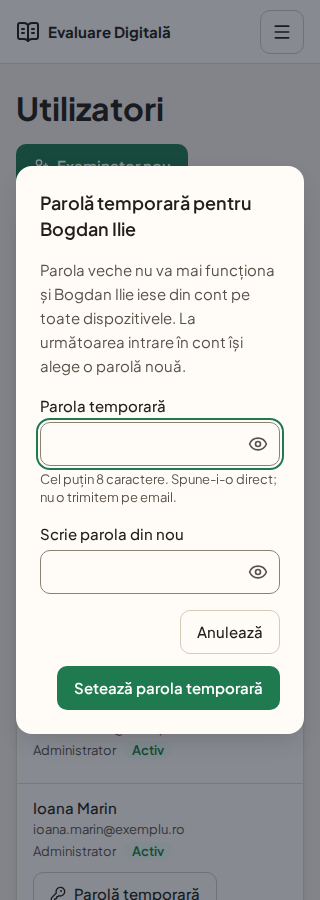 Evaluare Digitală
Utilizatori
Examinator nou
Parolă temporară pentru
Bogdan Ilie
Parola veche nu va mai funcționa
și Bogdan Ilie iese din cont pe
toate dispozitivele. La
următoarea intrare în cont își
alege o parolă nouă.
Parola temporară
Cel puțin 8 caractere. Spune-i-o direct;
nu o trimitem pe email.
Scrie parola din nou
Anulează
Setează parola temporară
Administrator Activ
Ioana Marin
ioana.marin@exemplu.ro
Administrator Activ
Parolă temporară